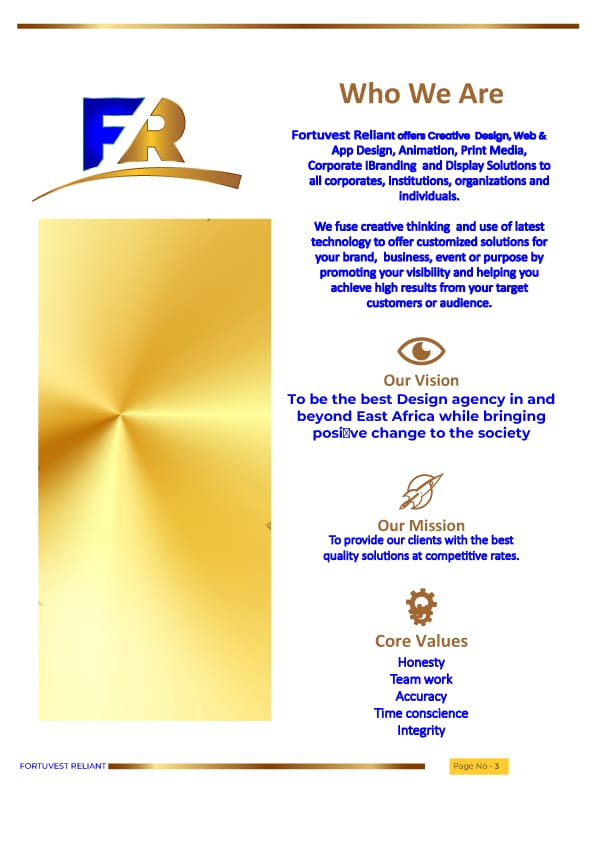 FR
Who We Are
Fortuvest Reliant offers Creative Design, Web &
App Design, Animation, Print Media,
Corporate IBranding and Display Solutions to
all corporates, institutions, organizations and
individuals.
We fuse creative thinking and use of latest
technology to offer customized solutions for
your brand, business, event or purpose by
promoting your visibility and helping you
achieve high results from your target
customers or audience.
Our Vision
To be the best Design agency in and
beyond East Africa while bringing
posi▯ve change to the society
Our Mission
To provide our clients with the best
quality solutions at competitive rates.
Core Values
Honesty
Team work
Accuracy
Time conscience
Integrity
FORTUVEST RELIANT
Page No - 3